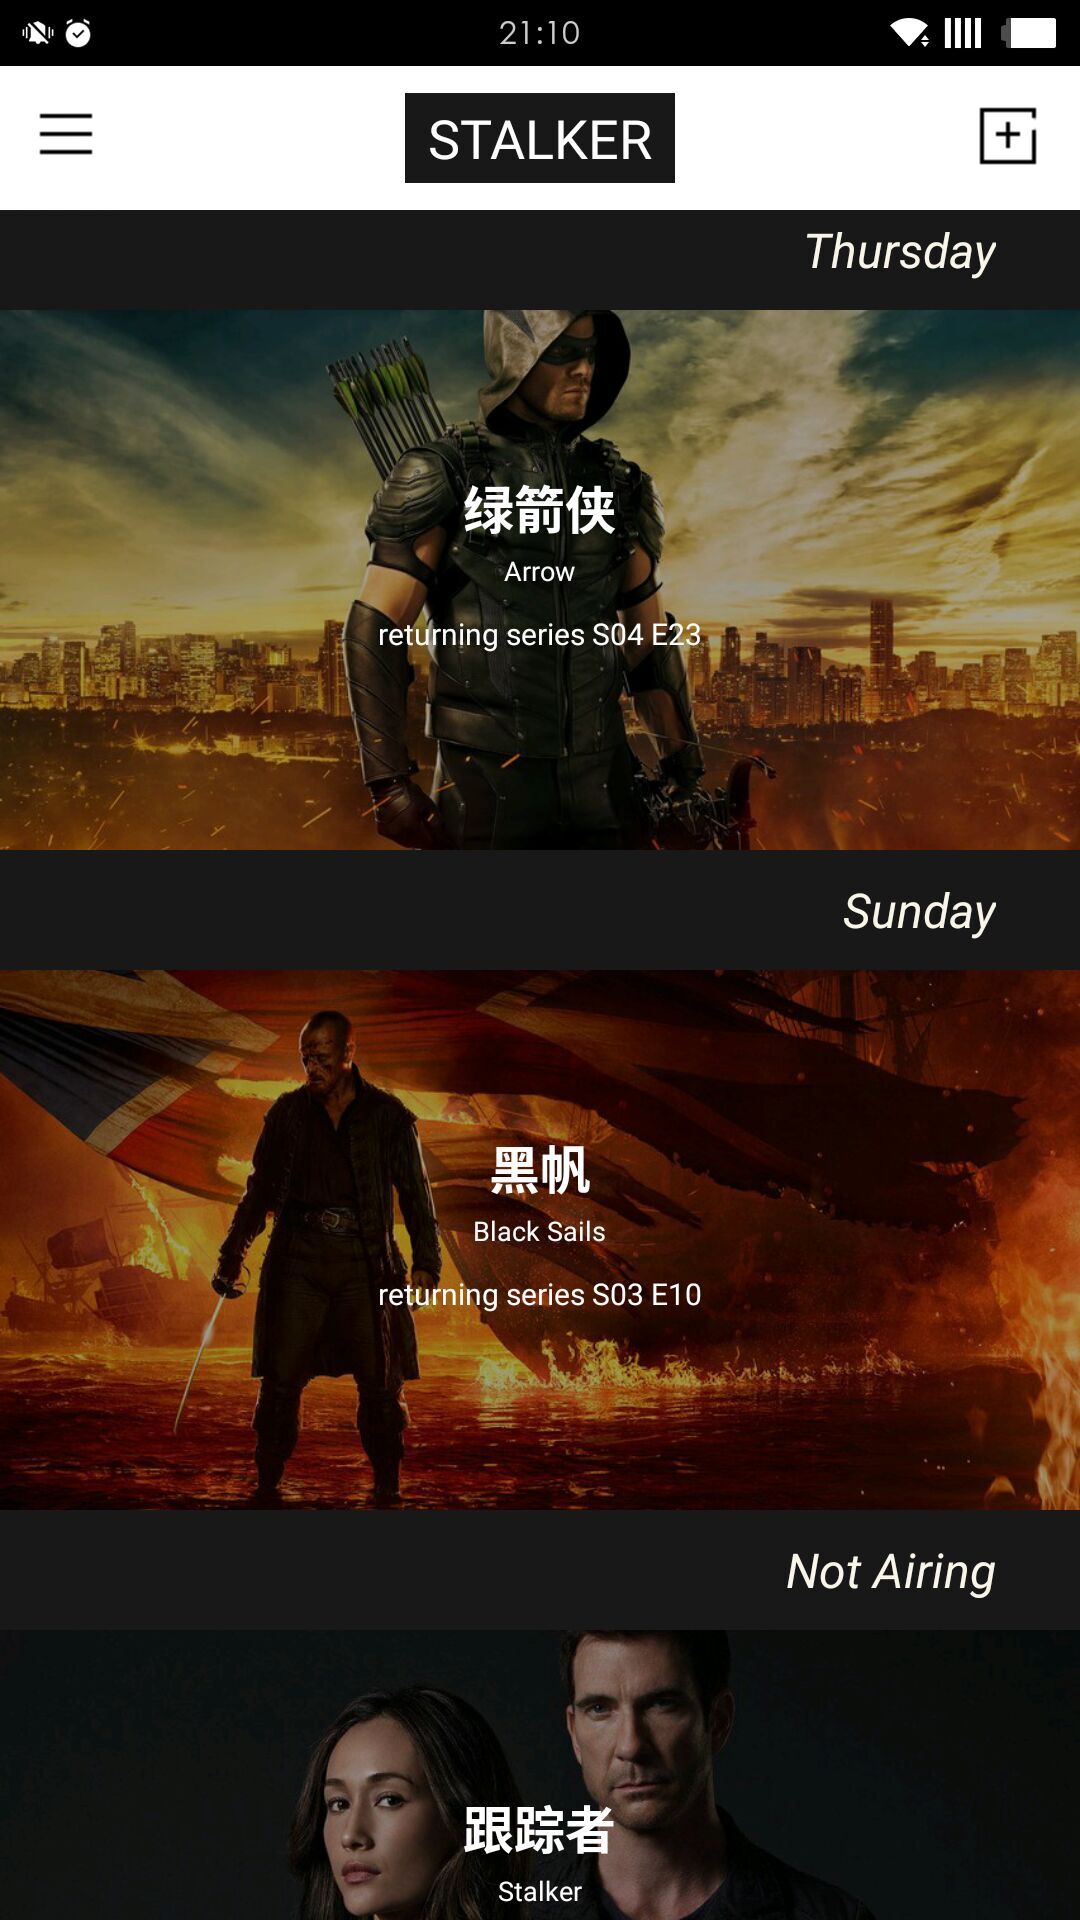 21:10
STALKER
Thursday
绿箭侠
Arrow
returning series S04 E23
Sunday
黑帆
Black Sails
returning series S03 E10
Not Airing
跟踪者
Stalker